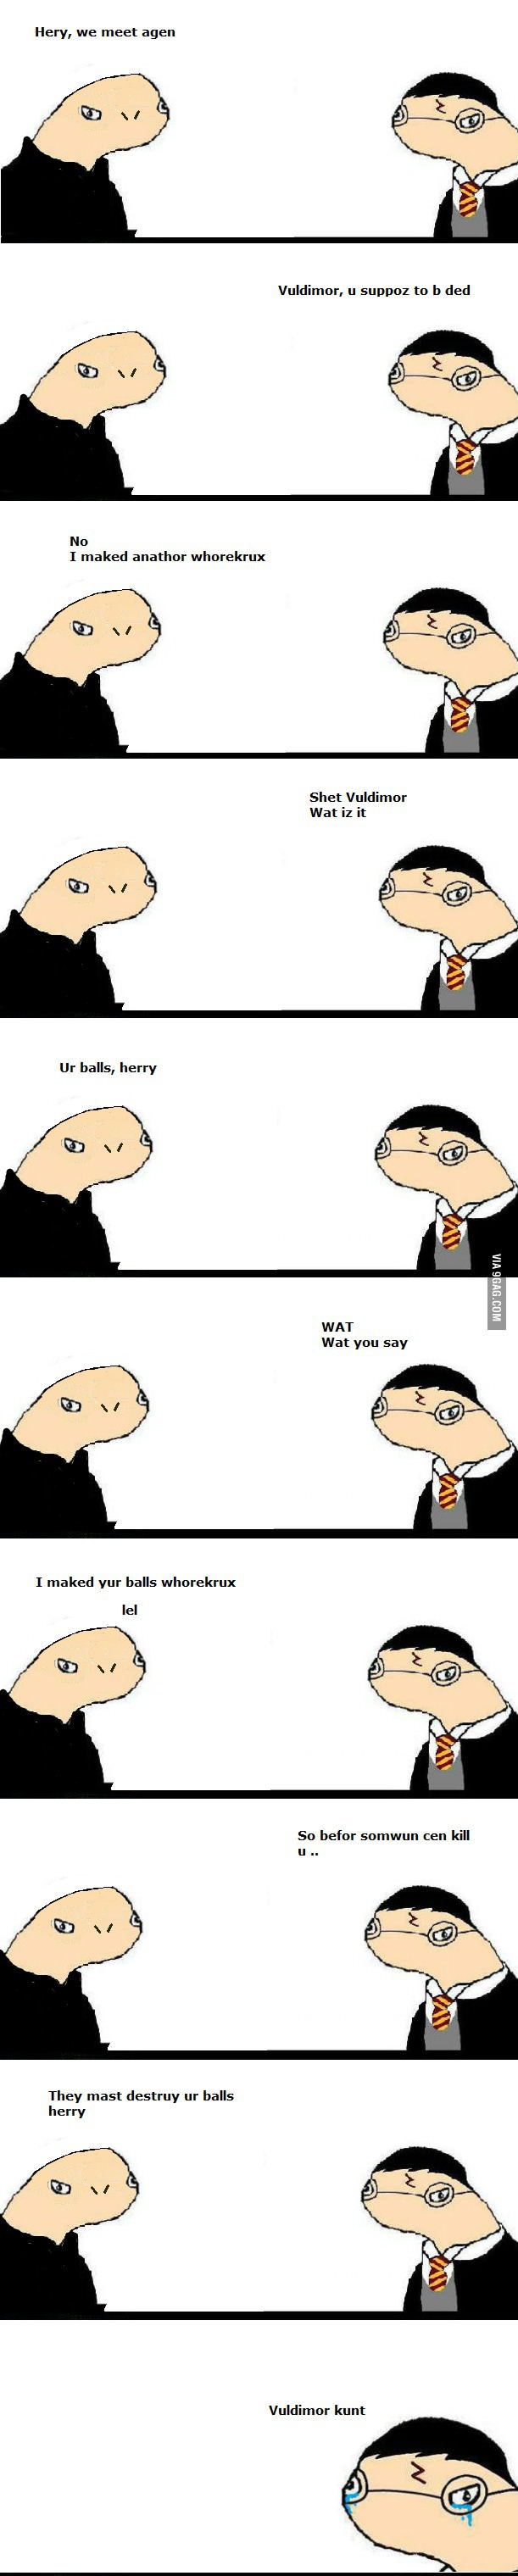 Hery, we meet agen
Vuldimor, u suppoz to b ded
No
I maked anathor whorekrux
Shet Vuldimor
Wat iz it
Ur balls, herry
VIA 9GAG.COM
WAT
Wat you say
I maked yur balls whorekrux
lel
So befor somwun cen kill
u ..
They mast destruy ur balls
herry
Vuldimor kunt